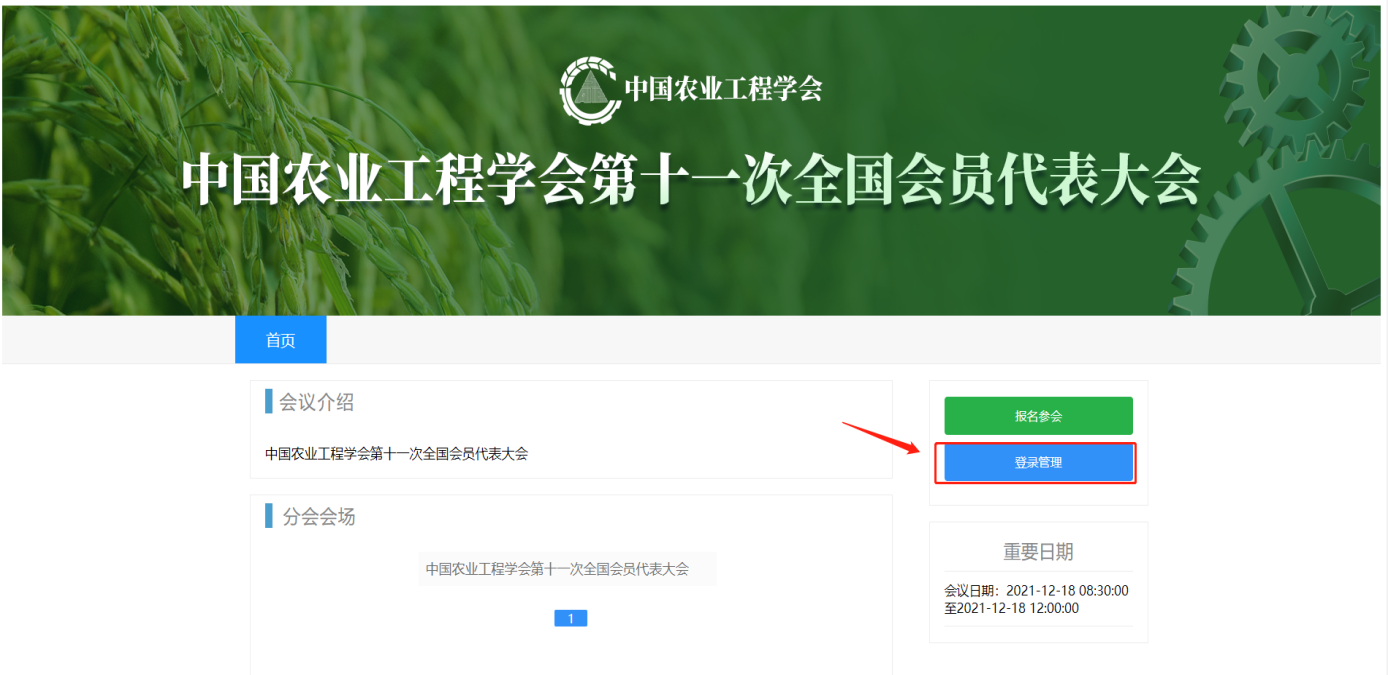 中国农业工程学会
中国农业工程学会第十一次全国会员代表大会
首页
会议介绍
中国农业工程学会第十一次全国会员代表大会
分会会场
中国农业工程学会第十一次全国会员代表大会
1
报名参会
登录管理
重要日期
会议日期：2021-12-18 08:30:00
至2021-12-18 12:00:00